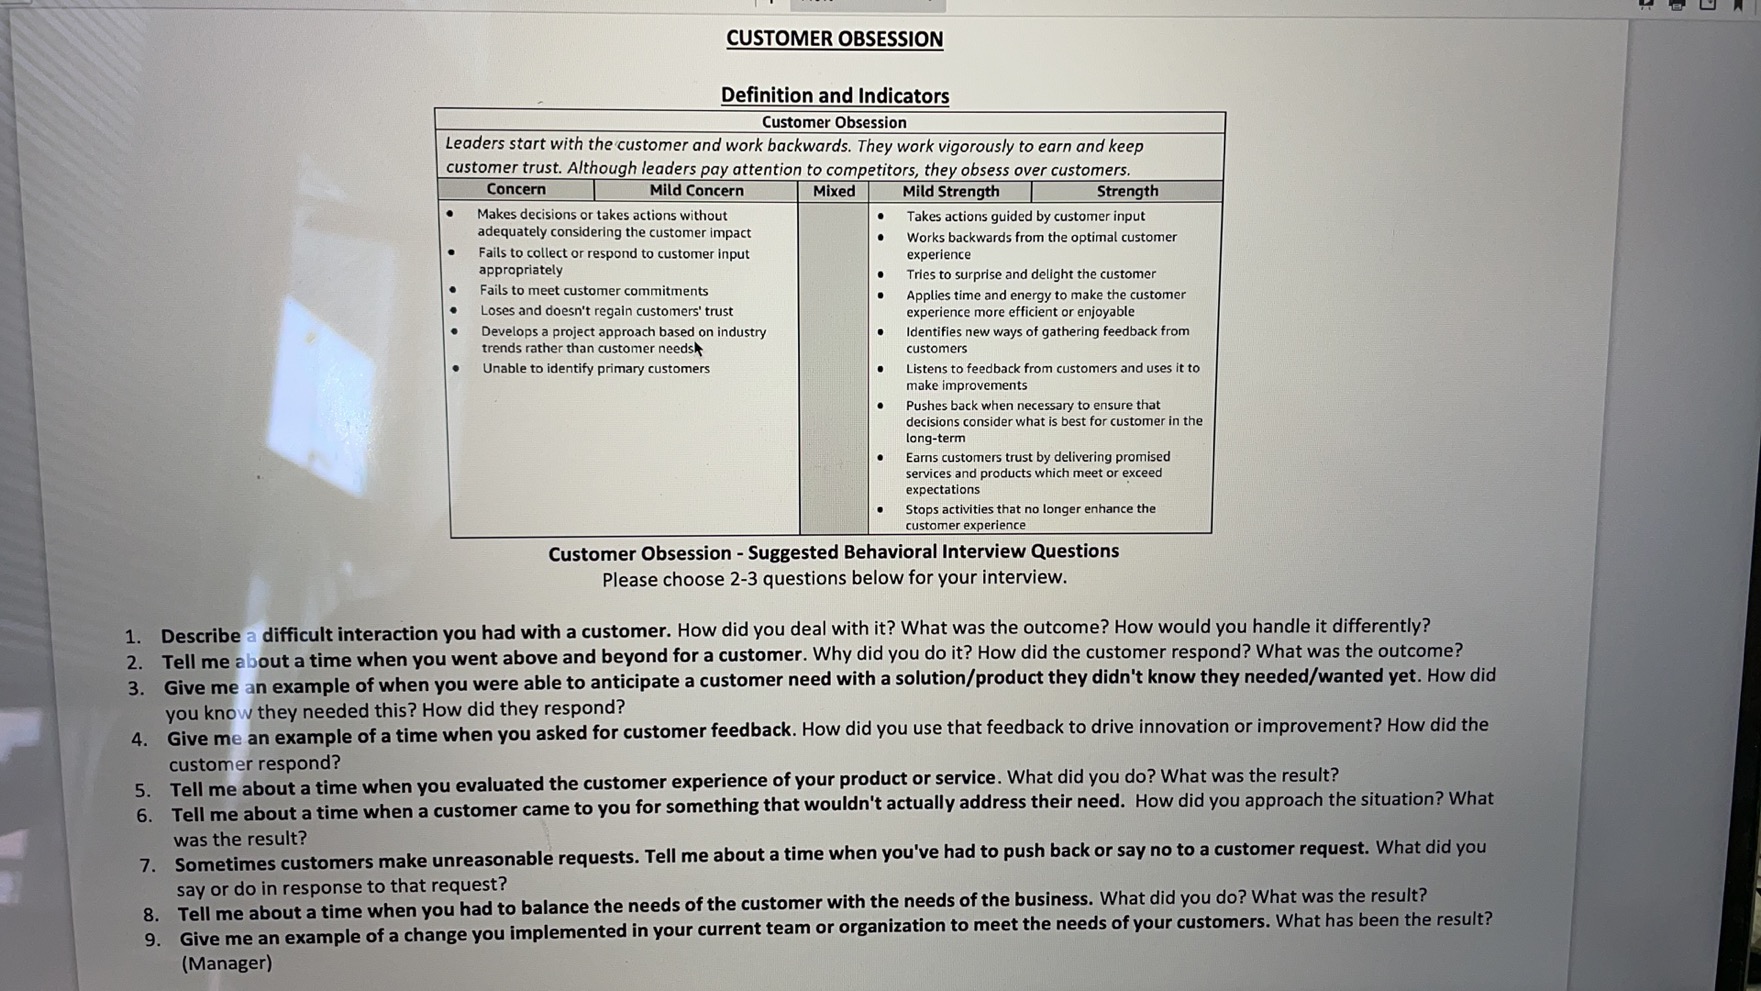 CUSTOMER OBSESSION
Definition and Indicators
Customer Obsession
Leaders start with the customer and work backwards. They work vigorously to earn and keep
customer trust. Although leaders pay attention to competitors, they obsess over customers.
Concern
Mild Concern
Mixed
Mild Strength
Strength
• Makes decisions or takes actions without
adequately considering the customer impact
• Fails to collect or respond to customer input
appropriately
• Fails to meet customer commitments
• Loses and doesn't regain customers' trust
• Develops a project approach based on industry
trends rather than customer needs
• Unable to identify primary customers
• Takes actions guided by customer input
• Works backwards from the optimal customer
experience
• Tries to surprise and delight the customer
• Applies time and energy to make the customer
experience more efficient or enjoyable
• Identifies new ways of gathering feedback from
customers
• Listens to feedback from customers and uses it to
make improvements
• Pushes back when necessary to ensure that
decisions consider what is best for customer in the
long-term
• Earns customers trust by delivering promised
services and products which meet or exceed
expectations
• Stops activities that no longer enhance the
customer experience
Customer Obsession - Suggested Behavioral Interview Questions
Please choose 2-3 questions below for your interview.
1. Describe a difficult interaction you had with a customer. How did you deal with it? What was the outcome? How would you handle it differently?
2. Tell me about a time when you went above and beyond for a customer. Why did you do it? How did the customer respond? What was the outcome?
3. Give me an example of when you were able to anticipate a customer need with a solution/product they didn't know they needed/wanted yet. How did
you know they needed this? How did they respond?
4. Give me an example of a time when you asked for customer feedback. How did you use that feedback to drive innovation or improvement? How did the
customer respond?
5. Tell me about a time when you evaluated the customer experience of your product or service. What did you do? What was the result?
6. Tell me about a time when a customer came to you for something that wouldn't actually address their need. How did you approach the situation? What
was the result?
7. Sometimes customers make unreasonable requests. Tell me about a time when you've had to push back or say no to a customer request. What did you
say or do in response to that request?
8. Tell me about a time when you had to balance the needs of the customer with the needs of the business. What did you do? What was the result?
9. Give me an example of a change you implemented in your current team or organization to meet the needs of your customers. What has been the result?
(Manager)